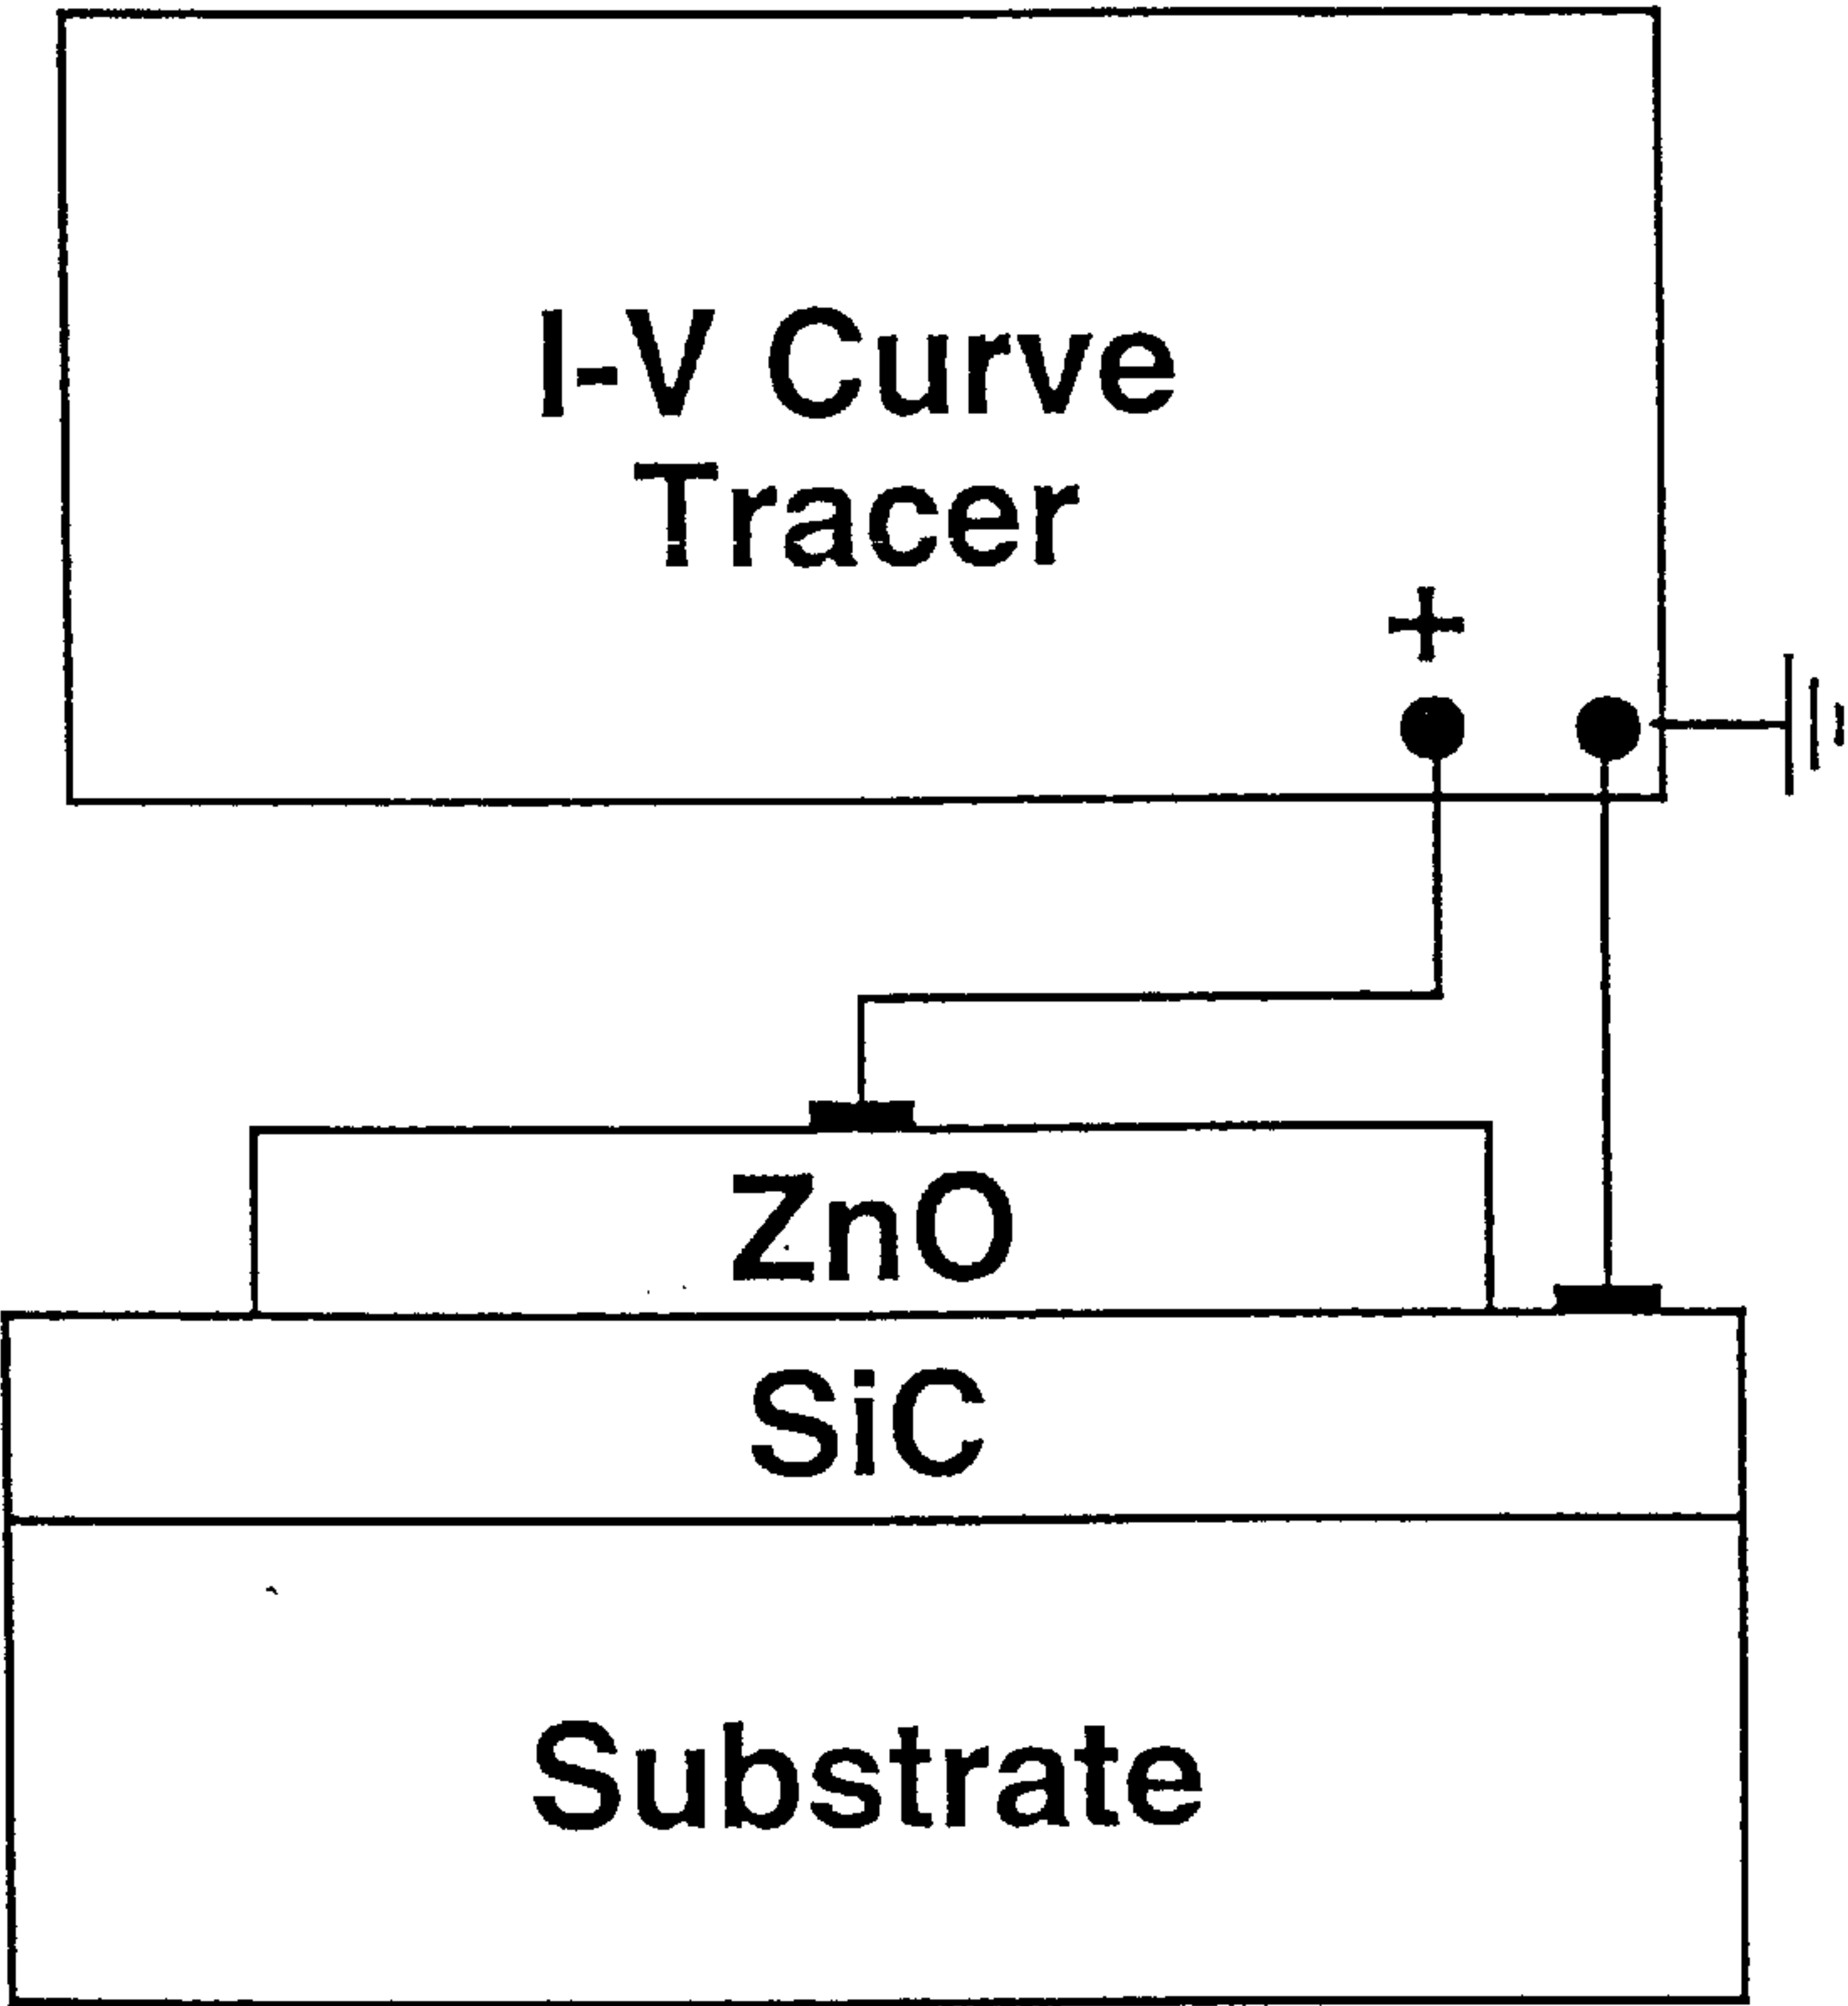 I-V Curve
Tracer
+
ZnO
SiC
Substrate